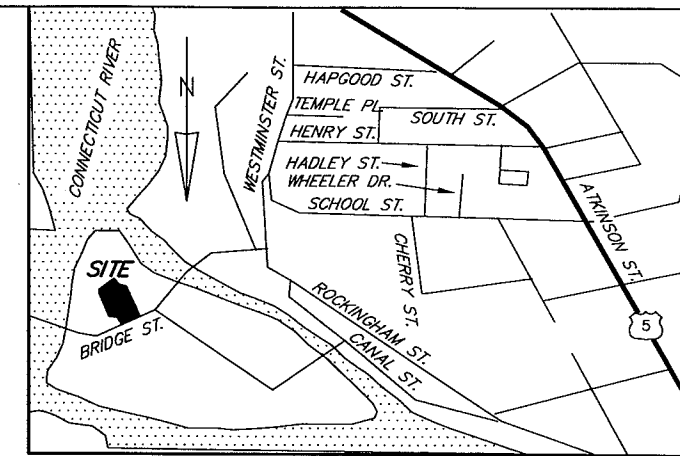 CONNECTICUT RIVER
N
WESTMINSTER ST.
HAPGOOD ST.
TEMPLE PL.
HENRY ST.
SOUTH ST.
HADLEY ST.
WHEELER DR.
SCHOOL ST.
ATKINSON ST.
CHERRY ST.
SITE
BRIDGE ST.
ROCKINGHAM ST.
CANAL ST.
5